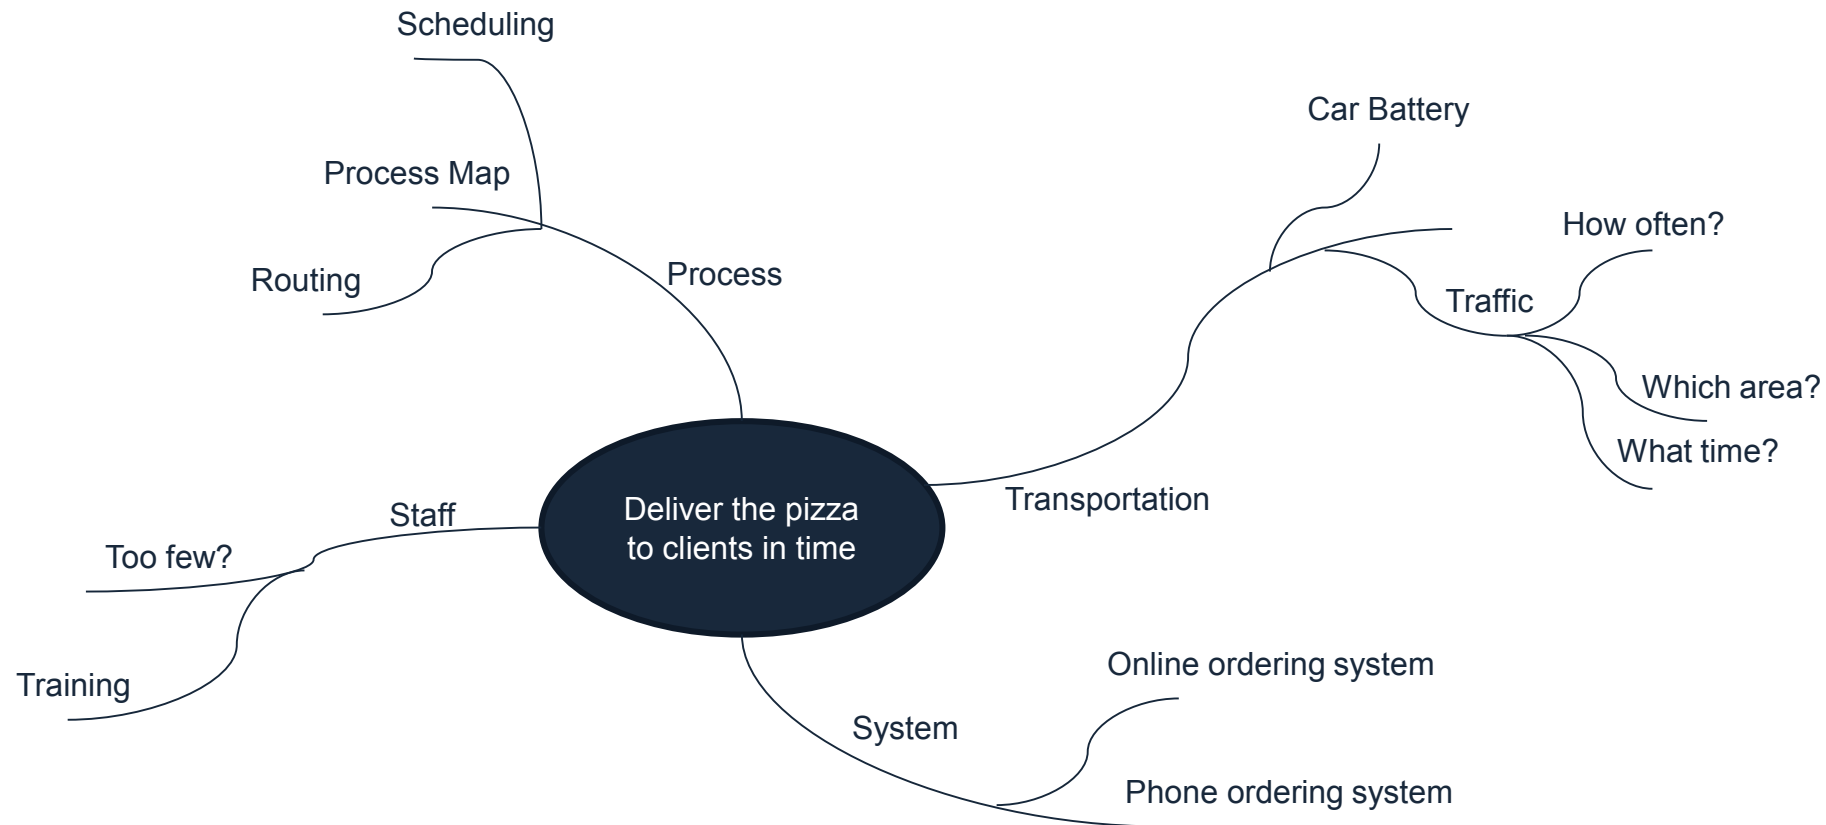 Scheduling
Car Battery
Process Map
How often?
Routing
Process
Traffic
Which area?
What time?
Transportation
Deliver the pizza
to clients in time
Staff
Too few?
Training
Online ordering system
System
Phone ordering system